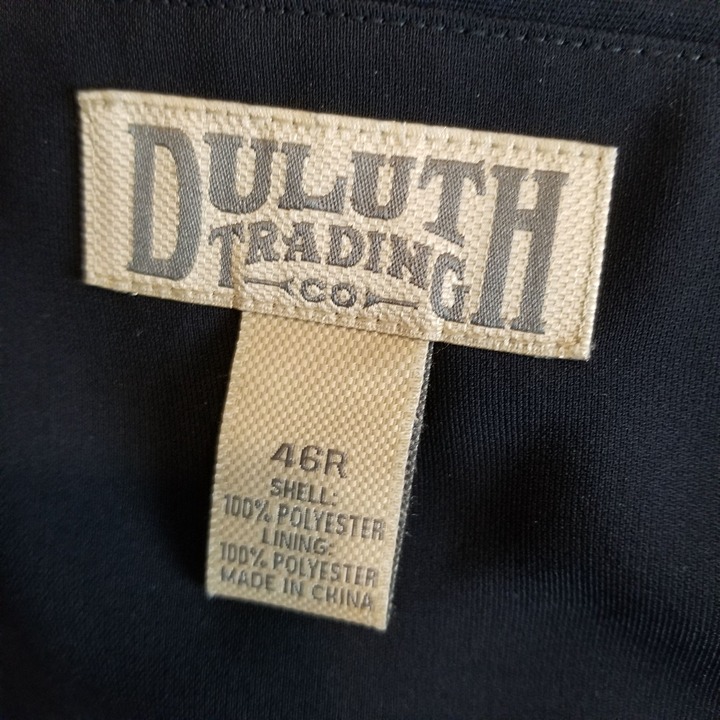 DULUTH
TRADING
CO
46R
SHELL:
100% POLYESTER
LINING:
100% POLYESTER
MADE IN CHINA